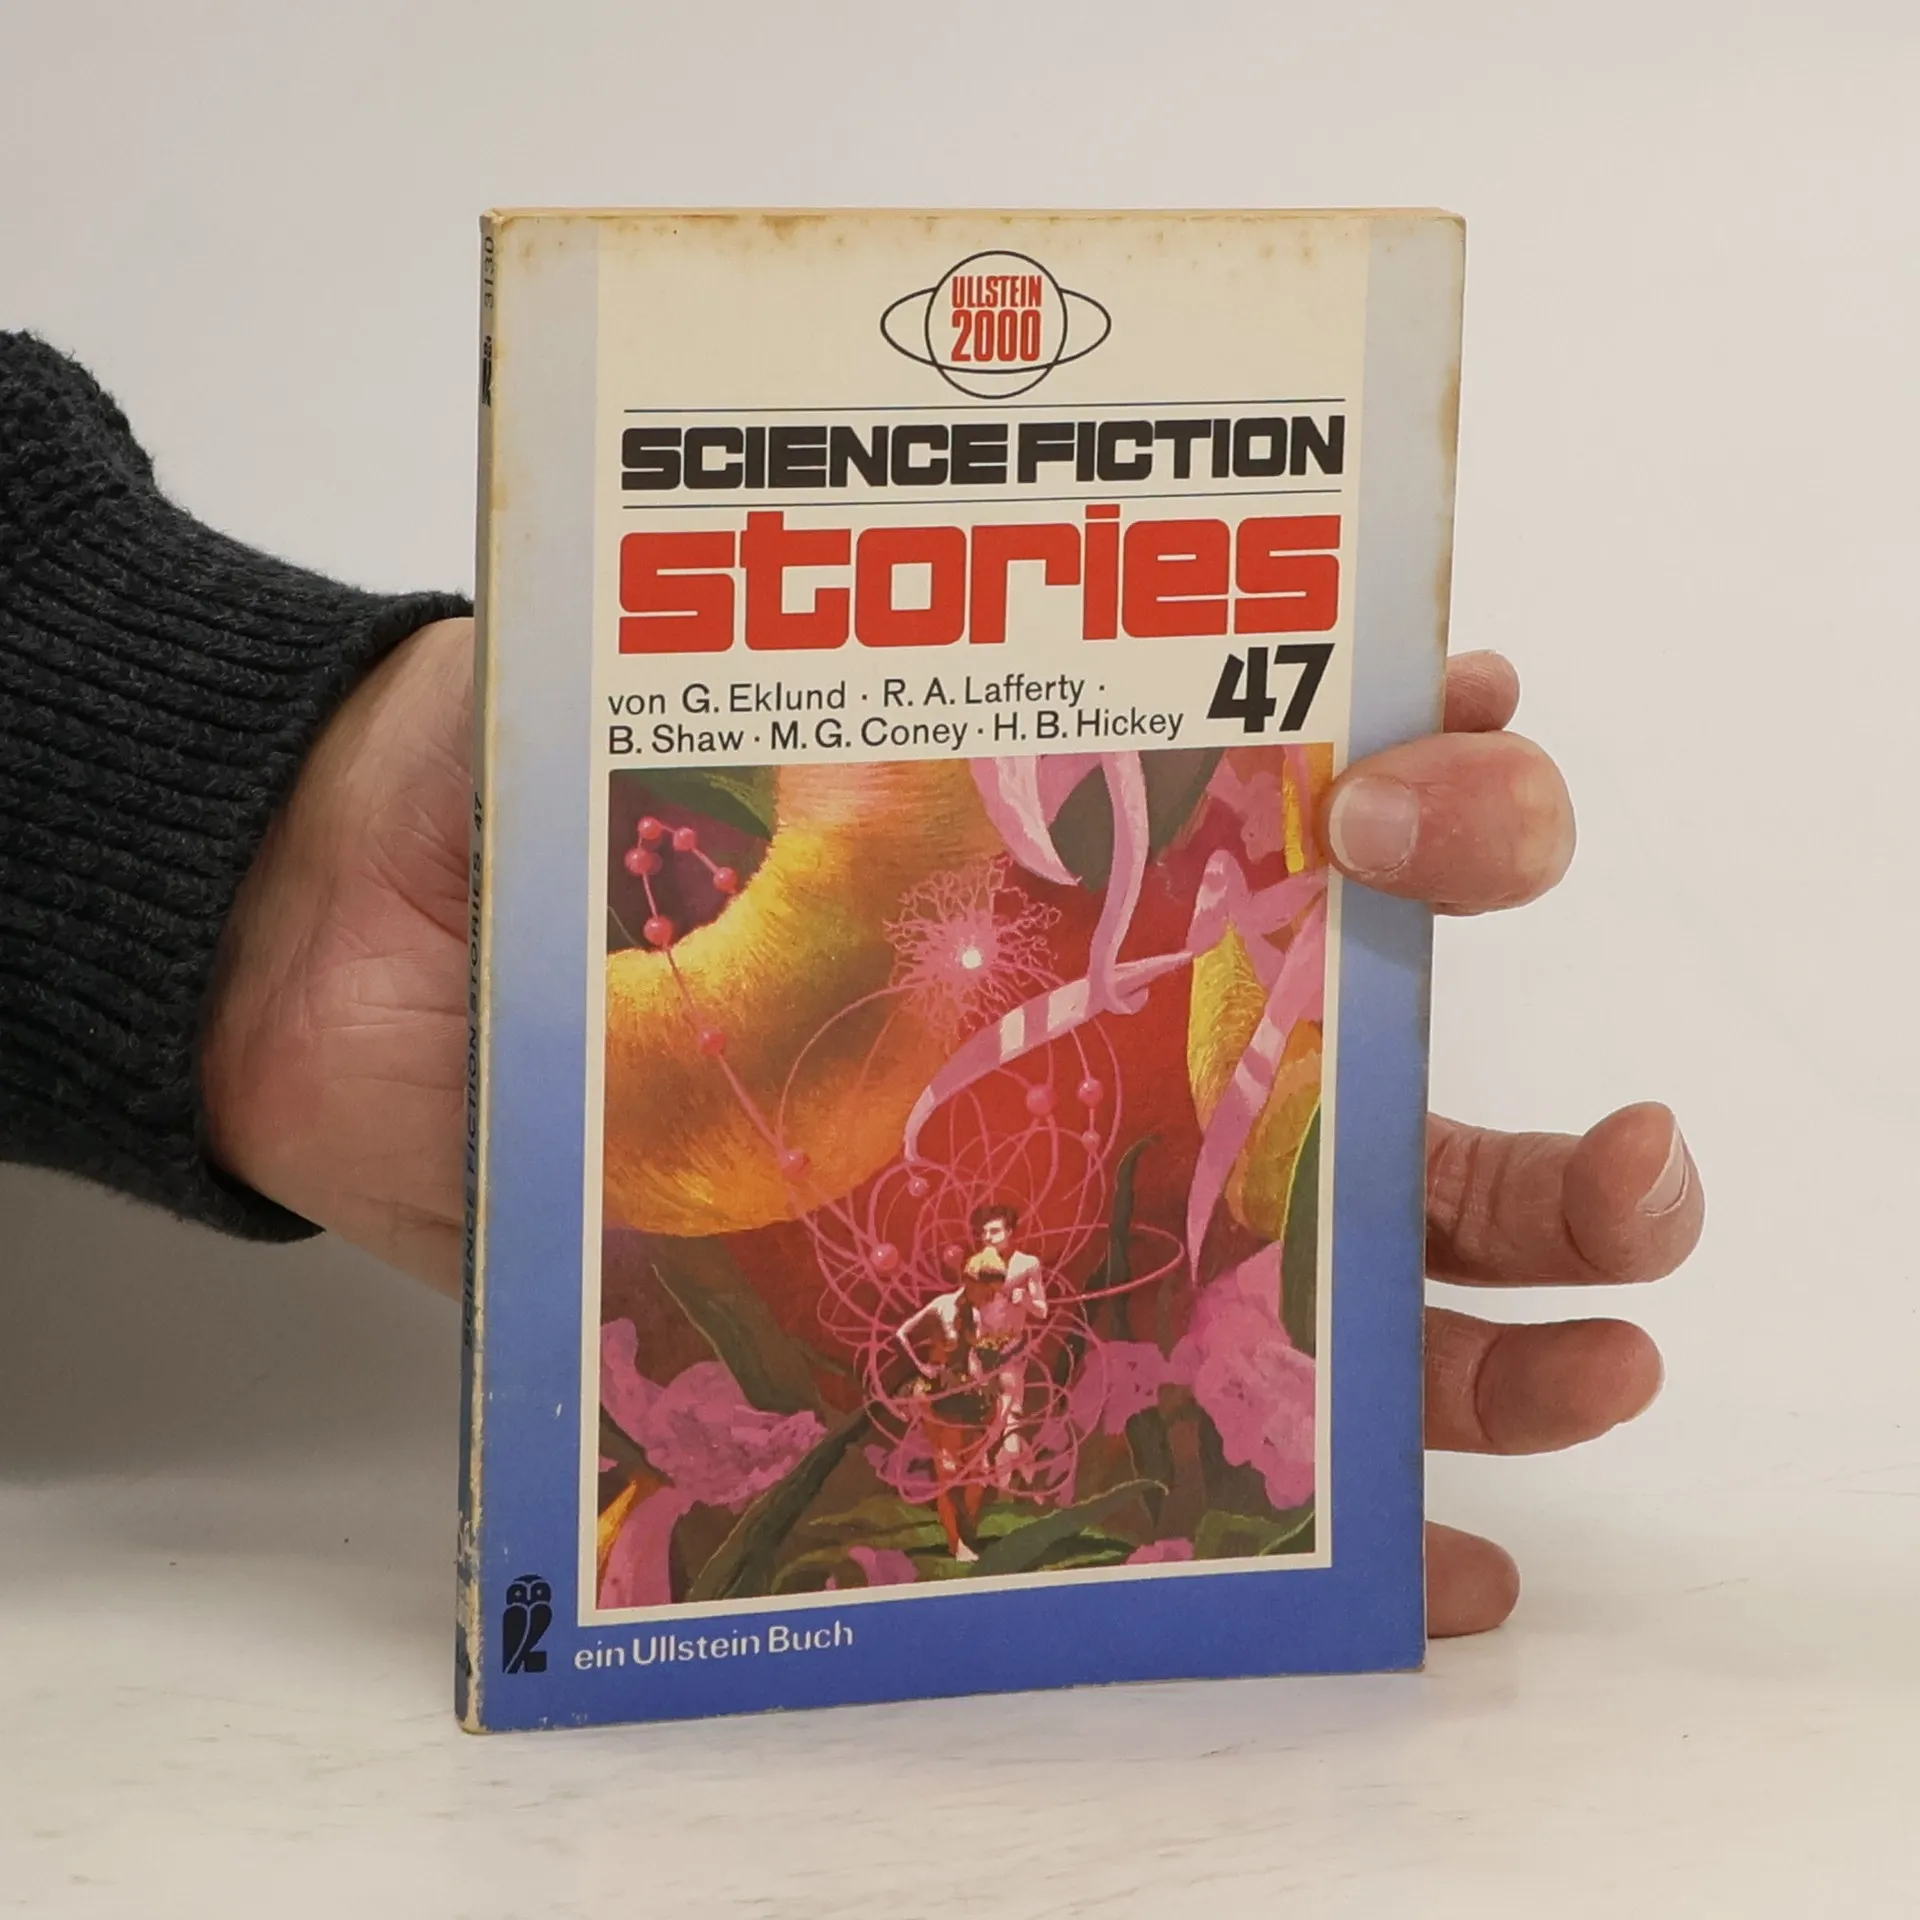 ULLSTEIN
2000
SCIENCE FICTION
stories
47
von G. Eklund · R. A. Lafferty ·
B. Shaw · M. G. Coney · H. B. Hickey
ein Ullstein Buch
3130
SCIENCE FICTION STORIES 47